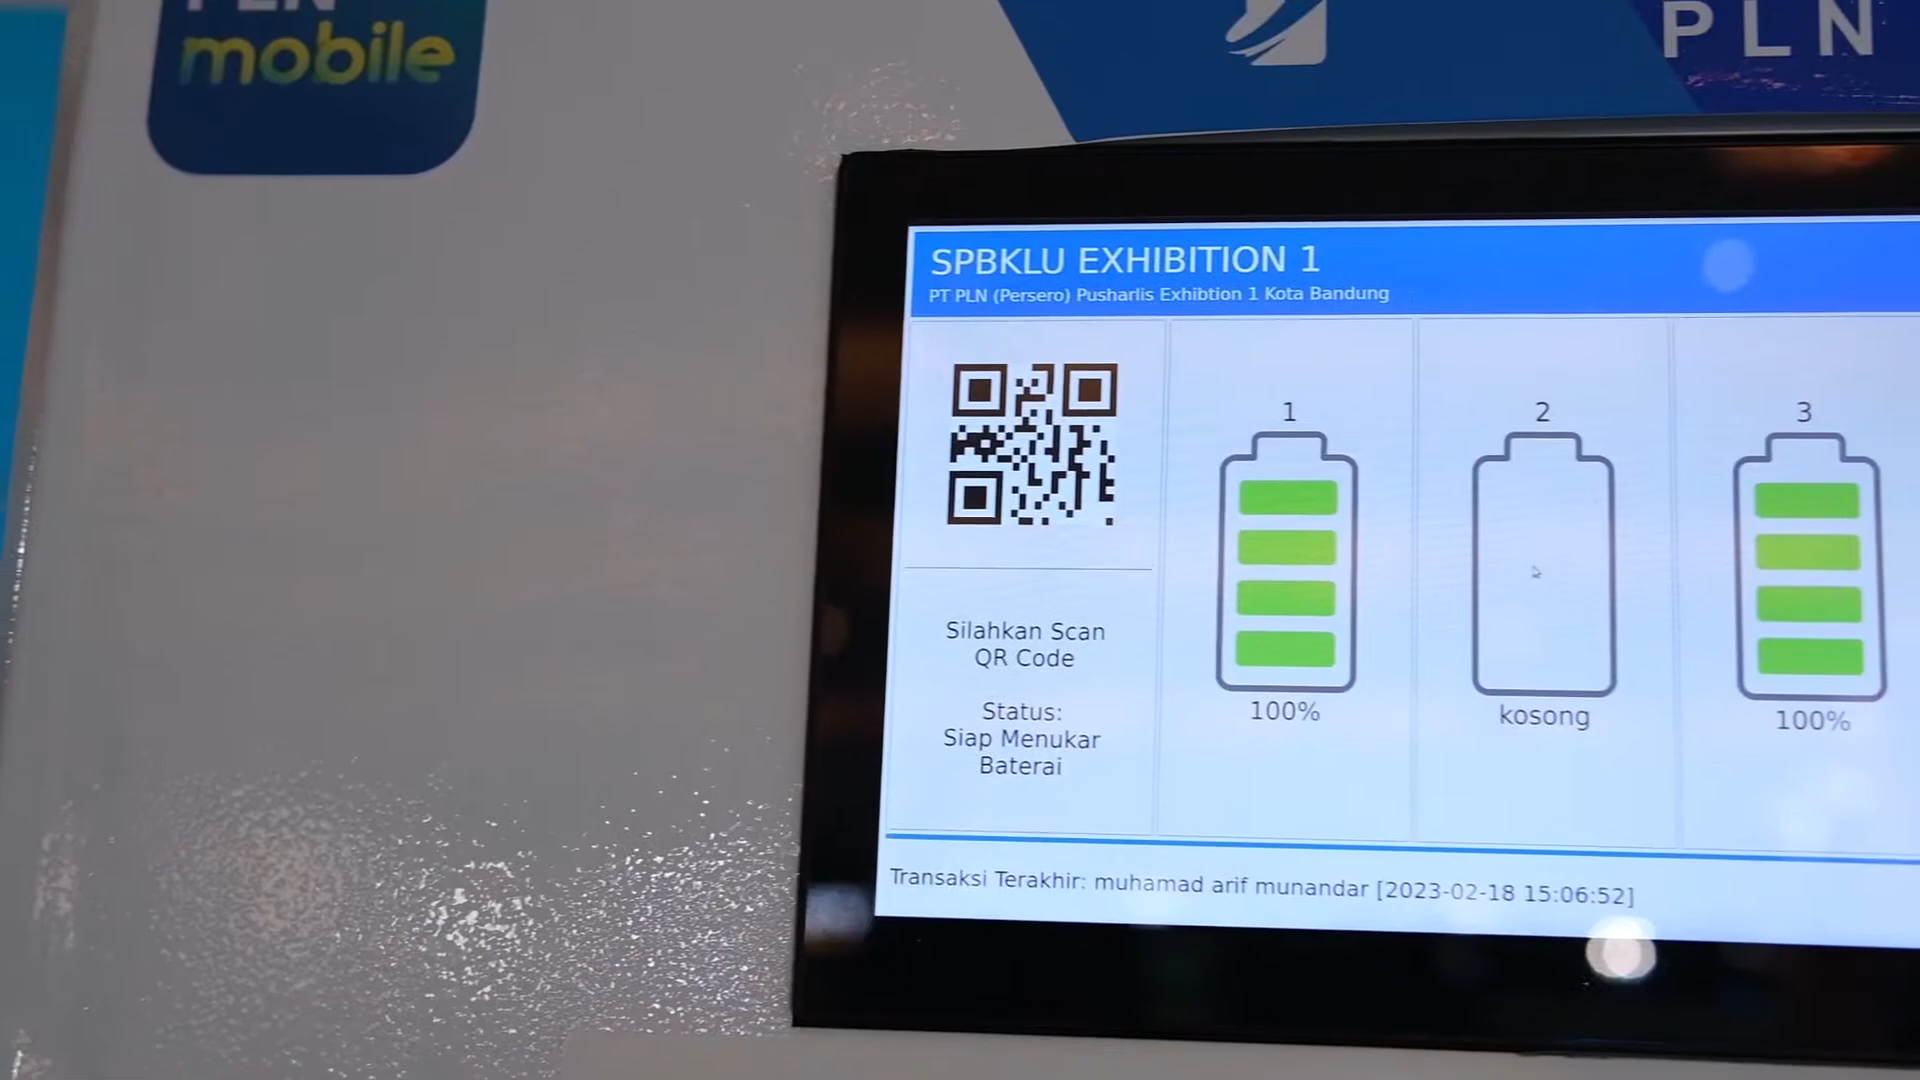 PLN
mobile
PLN
SPBKLU EXHIBITION 1
PT PLN (Persero) Pusharlis Exhibtion 1 Kota Bandung
Silahkan Scan
QR Code
Status:
Siap Menukar
Baterai
1
100%
2
kosong
3
100%
Transaksi Terakhir: muhamad arif munandar [2023-02-18 15:06:52]